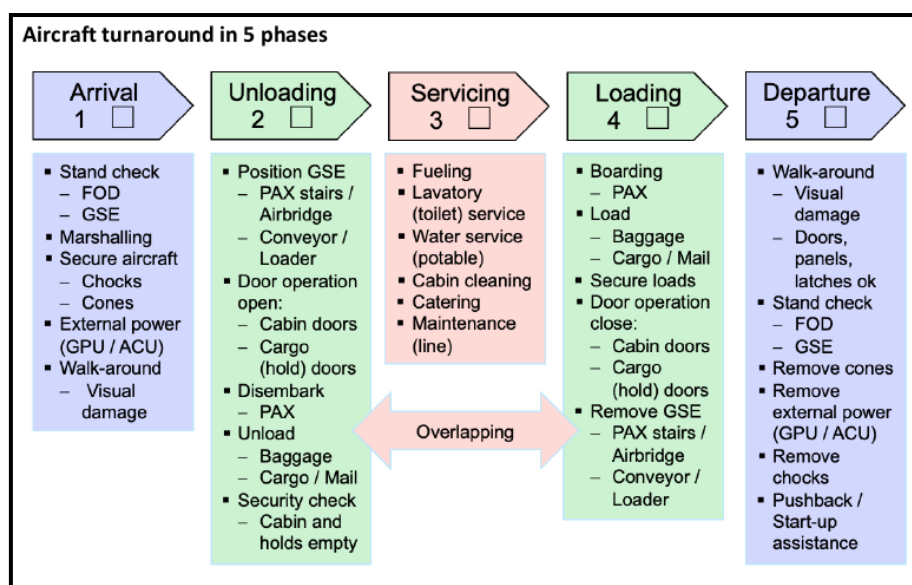 Aircraft turnaround in 5 phases
Arrival
1 ☐
▪ Stand check
– FOD
– GSE
▪ Marshalling
▪ Secure aircraft
– Chocks
– Cones
▪ External power
(GPU / ACU)
▪ Walk-around
– Visual
damage
Unloading
2 ☐
▪ Position GSE
– PAX stairs /
Airbridge
– Conveyor /
Loader
▪ Door operation
open:
– Cabin doors
– Cargo
(hold) doors
▪ Disembark
– PAX
▪ Unload
– Baggage
– Cargo / Mail
▪ Security check
– Cabin and
holds empty
Servicing
3 ☐
▪ Fueling
▪ Lavatory
(toilet) service
▪ Water service
(potable)
▪ Cabin cleaning
▪ Catering
▪ Maintenance
(line)
Overlapping
Loading
4 ☐
▪ Boarding
– PAX
▪ Load
– Baggage
– Cargo / Mail
▪ Secure loads
▪ Door operation
close:
– Cabin doors
– Cargo
(hold) doors
▪ Remove GSE
– PAX stairs /
Airbridge
– Conveyor /
Loader
Departure
5 ☐
▪ Walk-around
– Visual
damage
– Doors,
panels,
latches ok
▪ Stand check
– FOD
– GSE
▪ Remove cones
▪ Remove
external power
(GPU / ACU)
▪ Remove
chocks
▪ Pushback /
Start-up
assistance